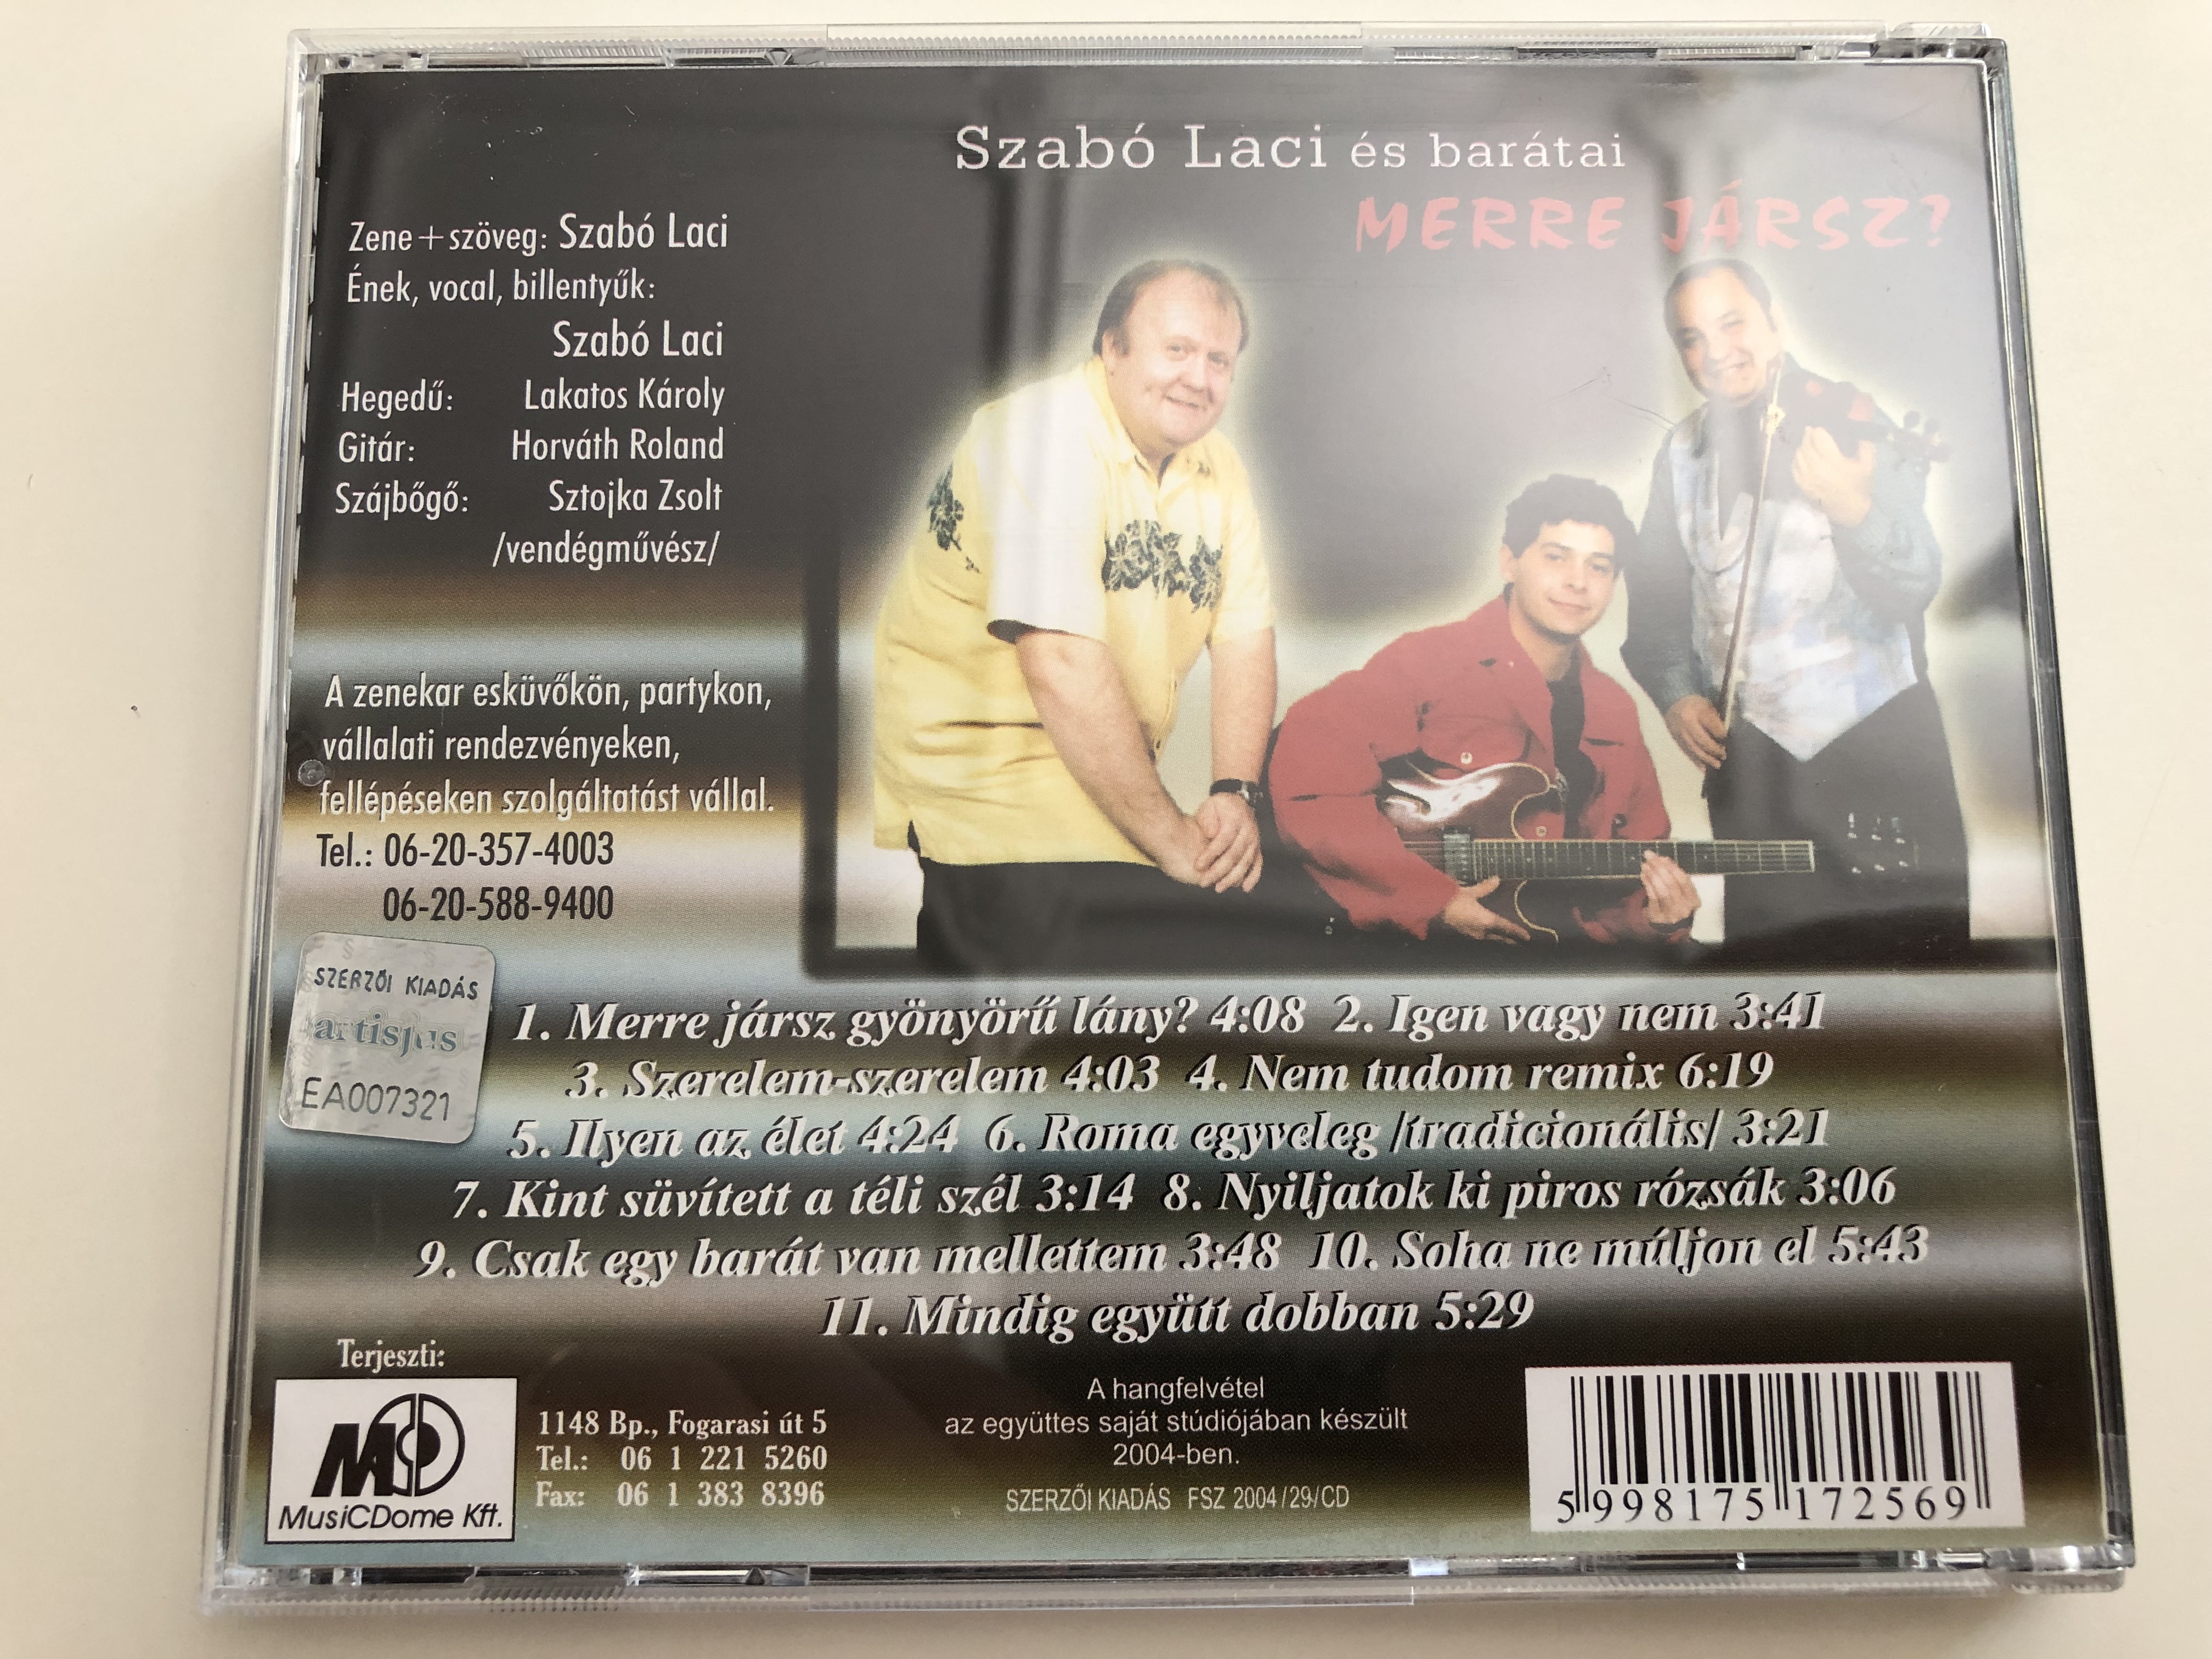 Szabó Laci és barátai
MERRE JÁRSZ?
Zene+szöveg: Szabó Laci
Ének, vocal, billentyűk:
Szabó Laci
Hegedű: Lakatos Károly
Gitár: Horváth Roland
Szájbőgő: Sztojka Zsolt
/vendégművész/
A zenekar esküvőkön, partykon,
vállalati rendezvényeken,
fellépéseken szolgáltatást vállal.
Tel.: 06-20-357-4003
06-20-588-9400
SZERZŐI KIADÁS
artisjus
EA007321
1. Merre jársz gyönyörű lány? 4:08 2. Igen vagy nem 3:41
3. Szerelem-szerelem 4:03 4. Nem tudom remix 6:19
5. Ilyen az élet 4:24 6. Roma egyveleg /tradicionális/ 3:21
7. Kint süvített a téli szél 3:14 8. Nyiljatok ki piros rózsák 3:06
9. Csak egy barát van mellettem 3:48 10. Soha ne múljon el 5:43
11. Mindig együtt dobban 5:29
Terjeszti:
MusiCDome Kft.
1148 Bp., Fogarasi út 5
Tel.: 06 1 221 5260
Fax: 06 1 383 8396
A hangfelvétel
az együttes saját stúdiójában készült
2004-ben.
SZERZŐI KIADÁS FSZ 2004/29/CD
5 998175 172569